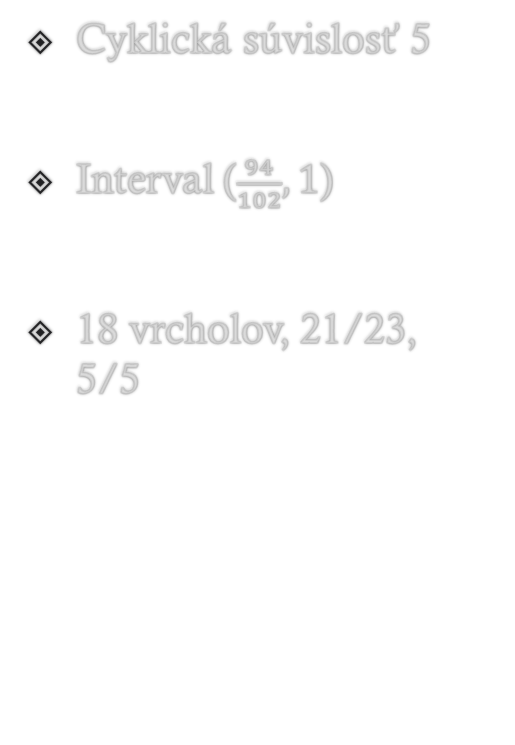 Cyklická súvislosť 5
Interval (94/102, 1)
18 vrcholov, 21/23,
5/5